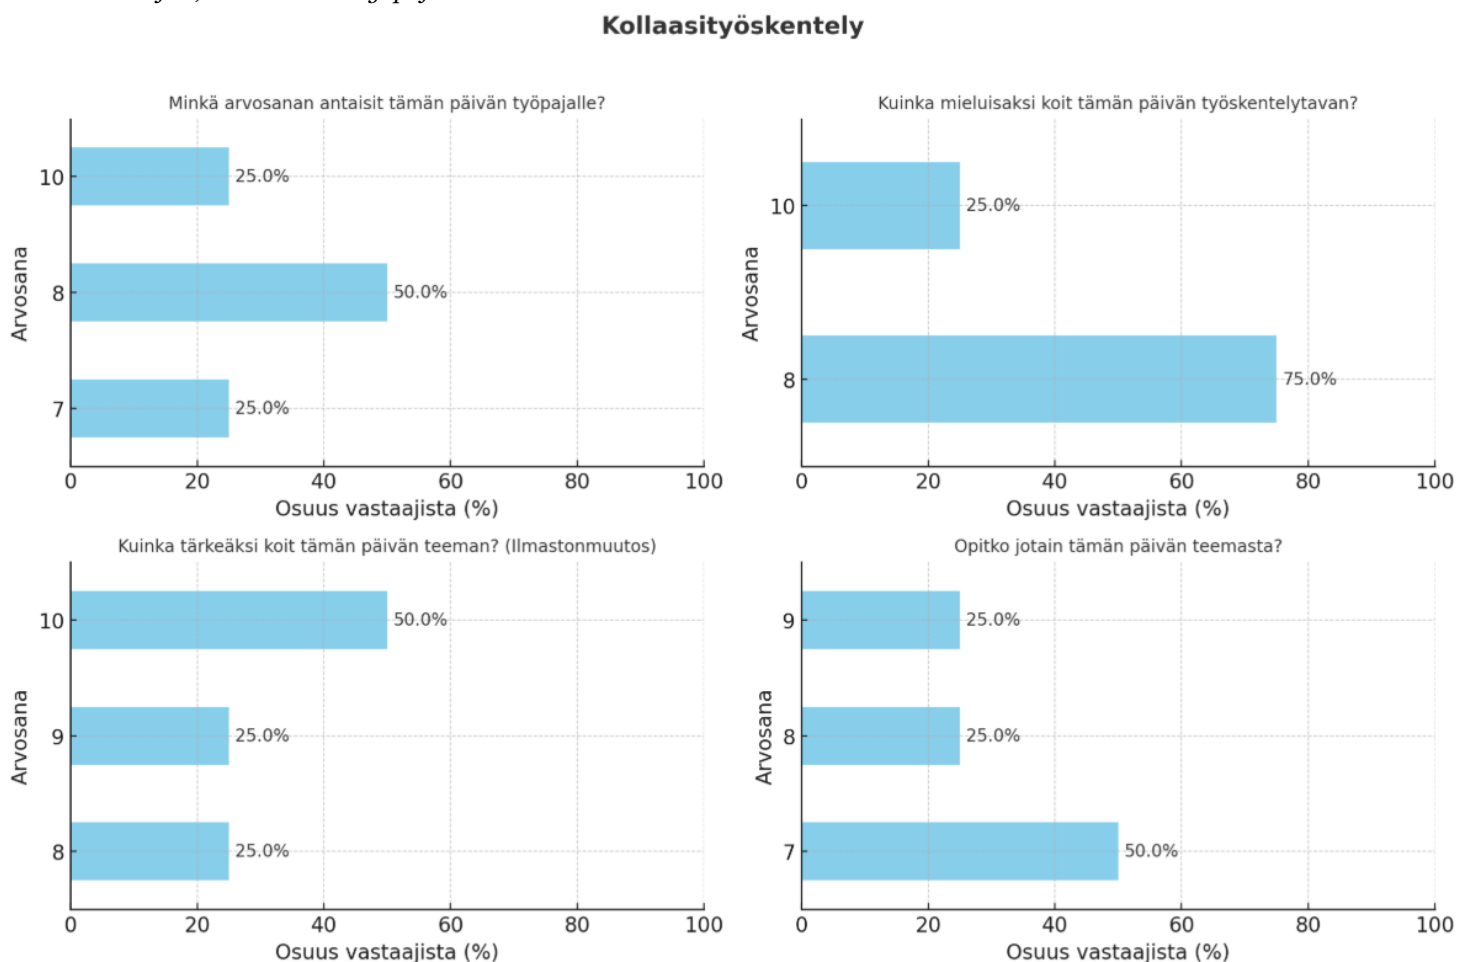 Kollaasityöskentely
Minkä arvosanan antaisit tämän päivän työpajalle?
Arvosana
10
25.0%
8
50.0%
7
25.0%
0 20 40 60 80 100
Osuus vastaajista (%)
Kuinka mieluisaksi koit tämän päivän työskentelytavan?
Arvosana
10
25.0%
8
75.0%
0 20 40 60 80 100
Osuus vastaajista (%)
Kuinka tärkeäksi koit tämän päivän teeman? (Ilmastonmuutos)
Arvosana
10
50.0%
9
25.0%
8
25.0%
0 20 40 60 80 100
Osuus vastaajista (%)
Opitko jotain tämän päivän teemasta?
Arvosana
9
25.0%
8
25.0%
7
50.0%
0 20 40 60 80 100
Osuus vastaajista (%)